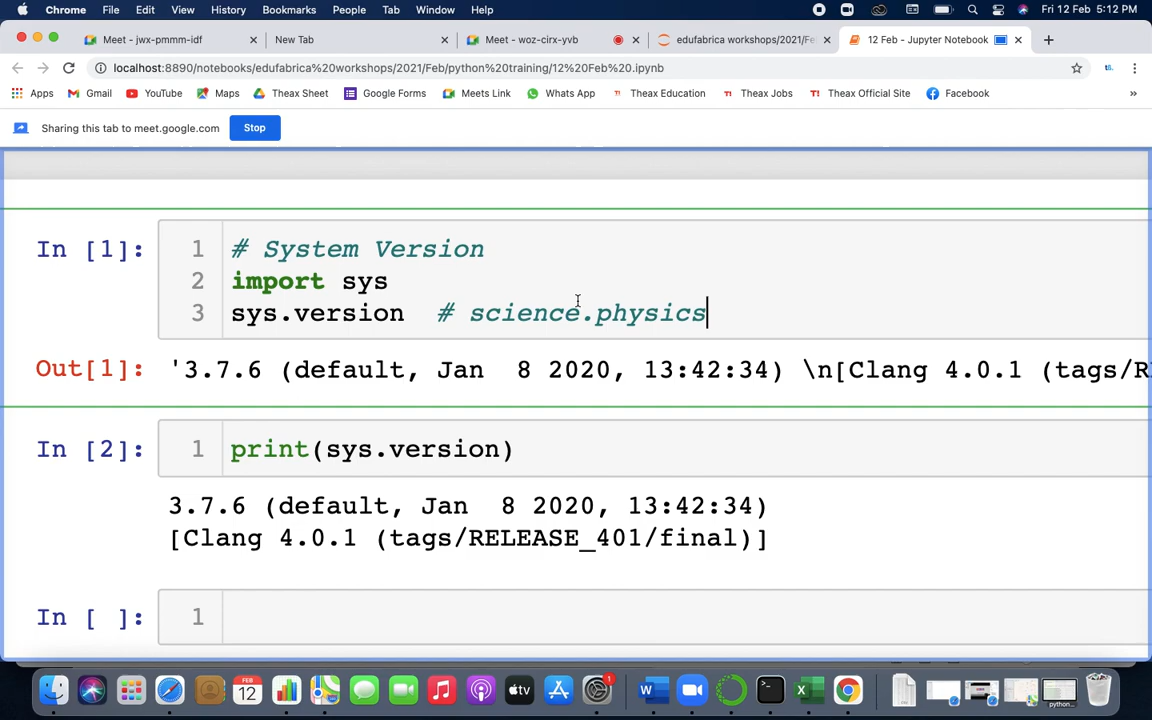 Chrome File Edit View History Bookmarks People Tab Window Help Fri 12 Feb 5:12 PM
Meet - jwx-pmmm-idf New Tab Meet - woz-cirx-yvb edufabrica workshops/2021/Fe 12 Feb - Jupyter Notebook
localhost:8890/notebooks/edufabrica%20workshops/2021/Feb/python%20training/12%20Feb%20.ipynb
Apps Gmail YouTube Maps Theax Sheet Google Forms Meets Link Whats App Theax Education Theax Jobs Theax Official Site Facebook »
Sharing this tab to meet.google.com Stop
In [1]: 1 # System Version
2 import sys
3 sys.version # science.physics
Out[1]: '3.7.6 (default, Jan  8 2020, 13:42:34) \n[Clang 4.0.1 (tags/R
In [2]: 1 print(sys.version)
3.7.6 (default, Jan  8 2020, 13:42:34)
[Clang 4.0.1 (tags/RELEASE_401/final)]
In [ ]: 1
FEB
12
tv
1
W
X
python...